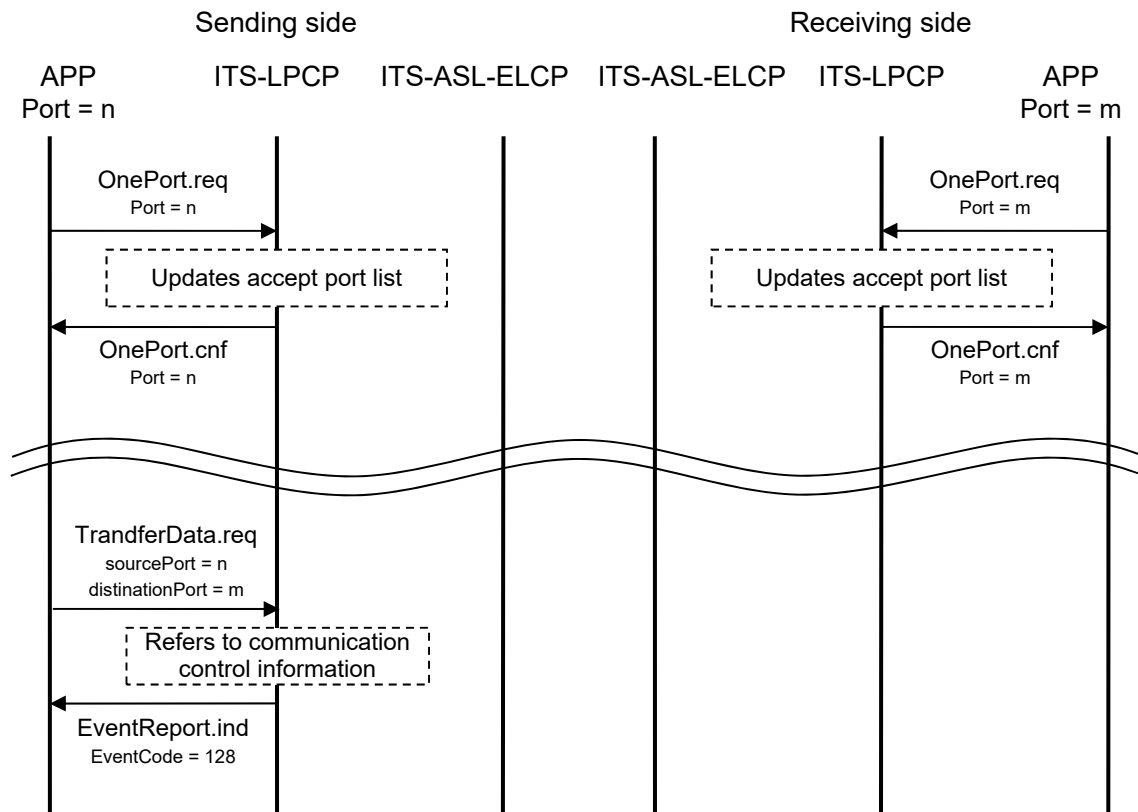 Sending side
Receiving side
APP
Port = n
ITS-LPCP
ITS-ASL-ELCP
ITS-ASL-ELCP
ITS-LPCP
APP
Port = m
OnePort.req
Port = n
OnePort.req
Port = m
Updates accept port list
Updates accept port list
OnePort.cnf
Port = n
OnePort.cnf
Port = m
TrandferData.req
sourcePort = n
distinationPort = m
Refers to communication
control information
EventReport.ind
EventCode = 128